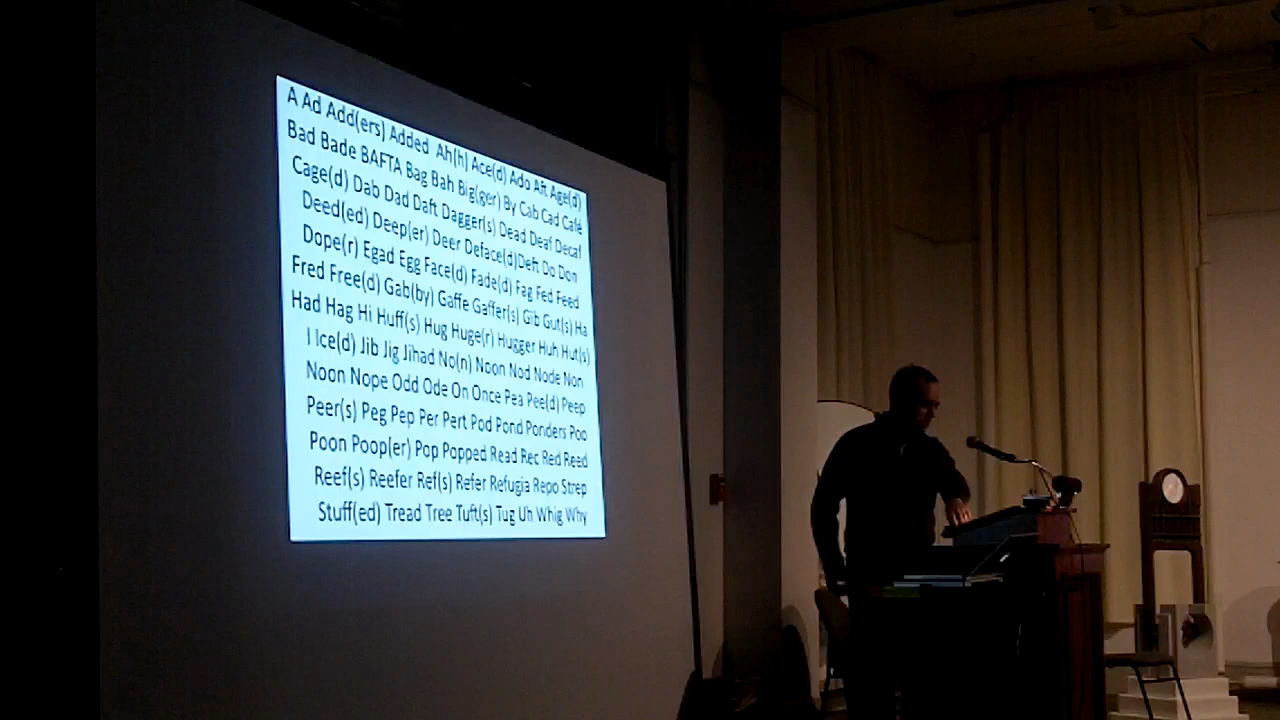 A Ad Add(ers) Added Ah(h) Ace(d) Ado Aft Age(d)
Bad Bade BAFTA Bag Bah Big(ger) By Cab Cad Café
Cage(d) Dab Dad Daft Dagger(s) Dead Deaf Decaf
Deed(ed) Deep(er) Deer Deface(d)Deft Do Don
Dope(r) Egad Egg Face(d) Fade(d) Fag Fed Feed
Fred Free(d) Gab(by) Gaffe Gaffer(s) Gib Gut(s) Ha
Had Hag Hi Huff(s) Hug Huge(r) Hugger Huh Hut(s)
I Ice(d) Jib Jig Jihad No(n) Noon Nod Node Non
Noon Nope Odd Ode On Once Pea Pee(d) Peep
Peer(s) Peg Pep Per Pert Pod Pond Ponders Poo
Poon Poop(er) Pop Popped Read Rec Red Reed
Reef(s) Reefer Ref(s) Refer Refugia Repo Strep
Stuff(ed) Tread Tree Tuft(s) Tug Uh Whig Why